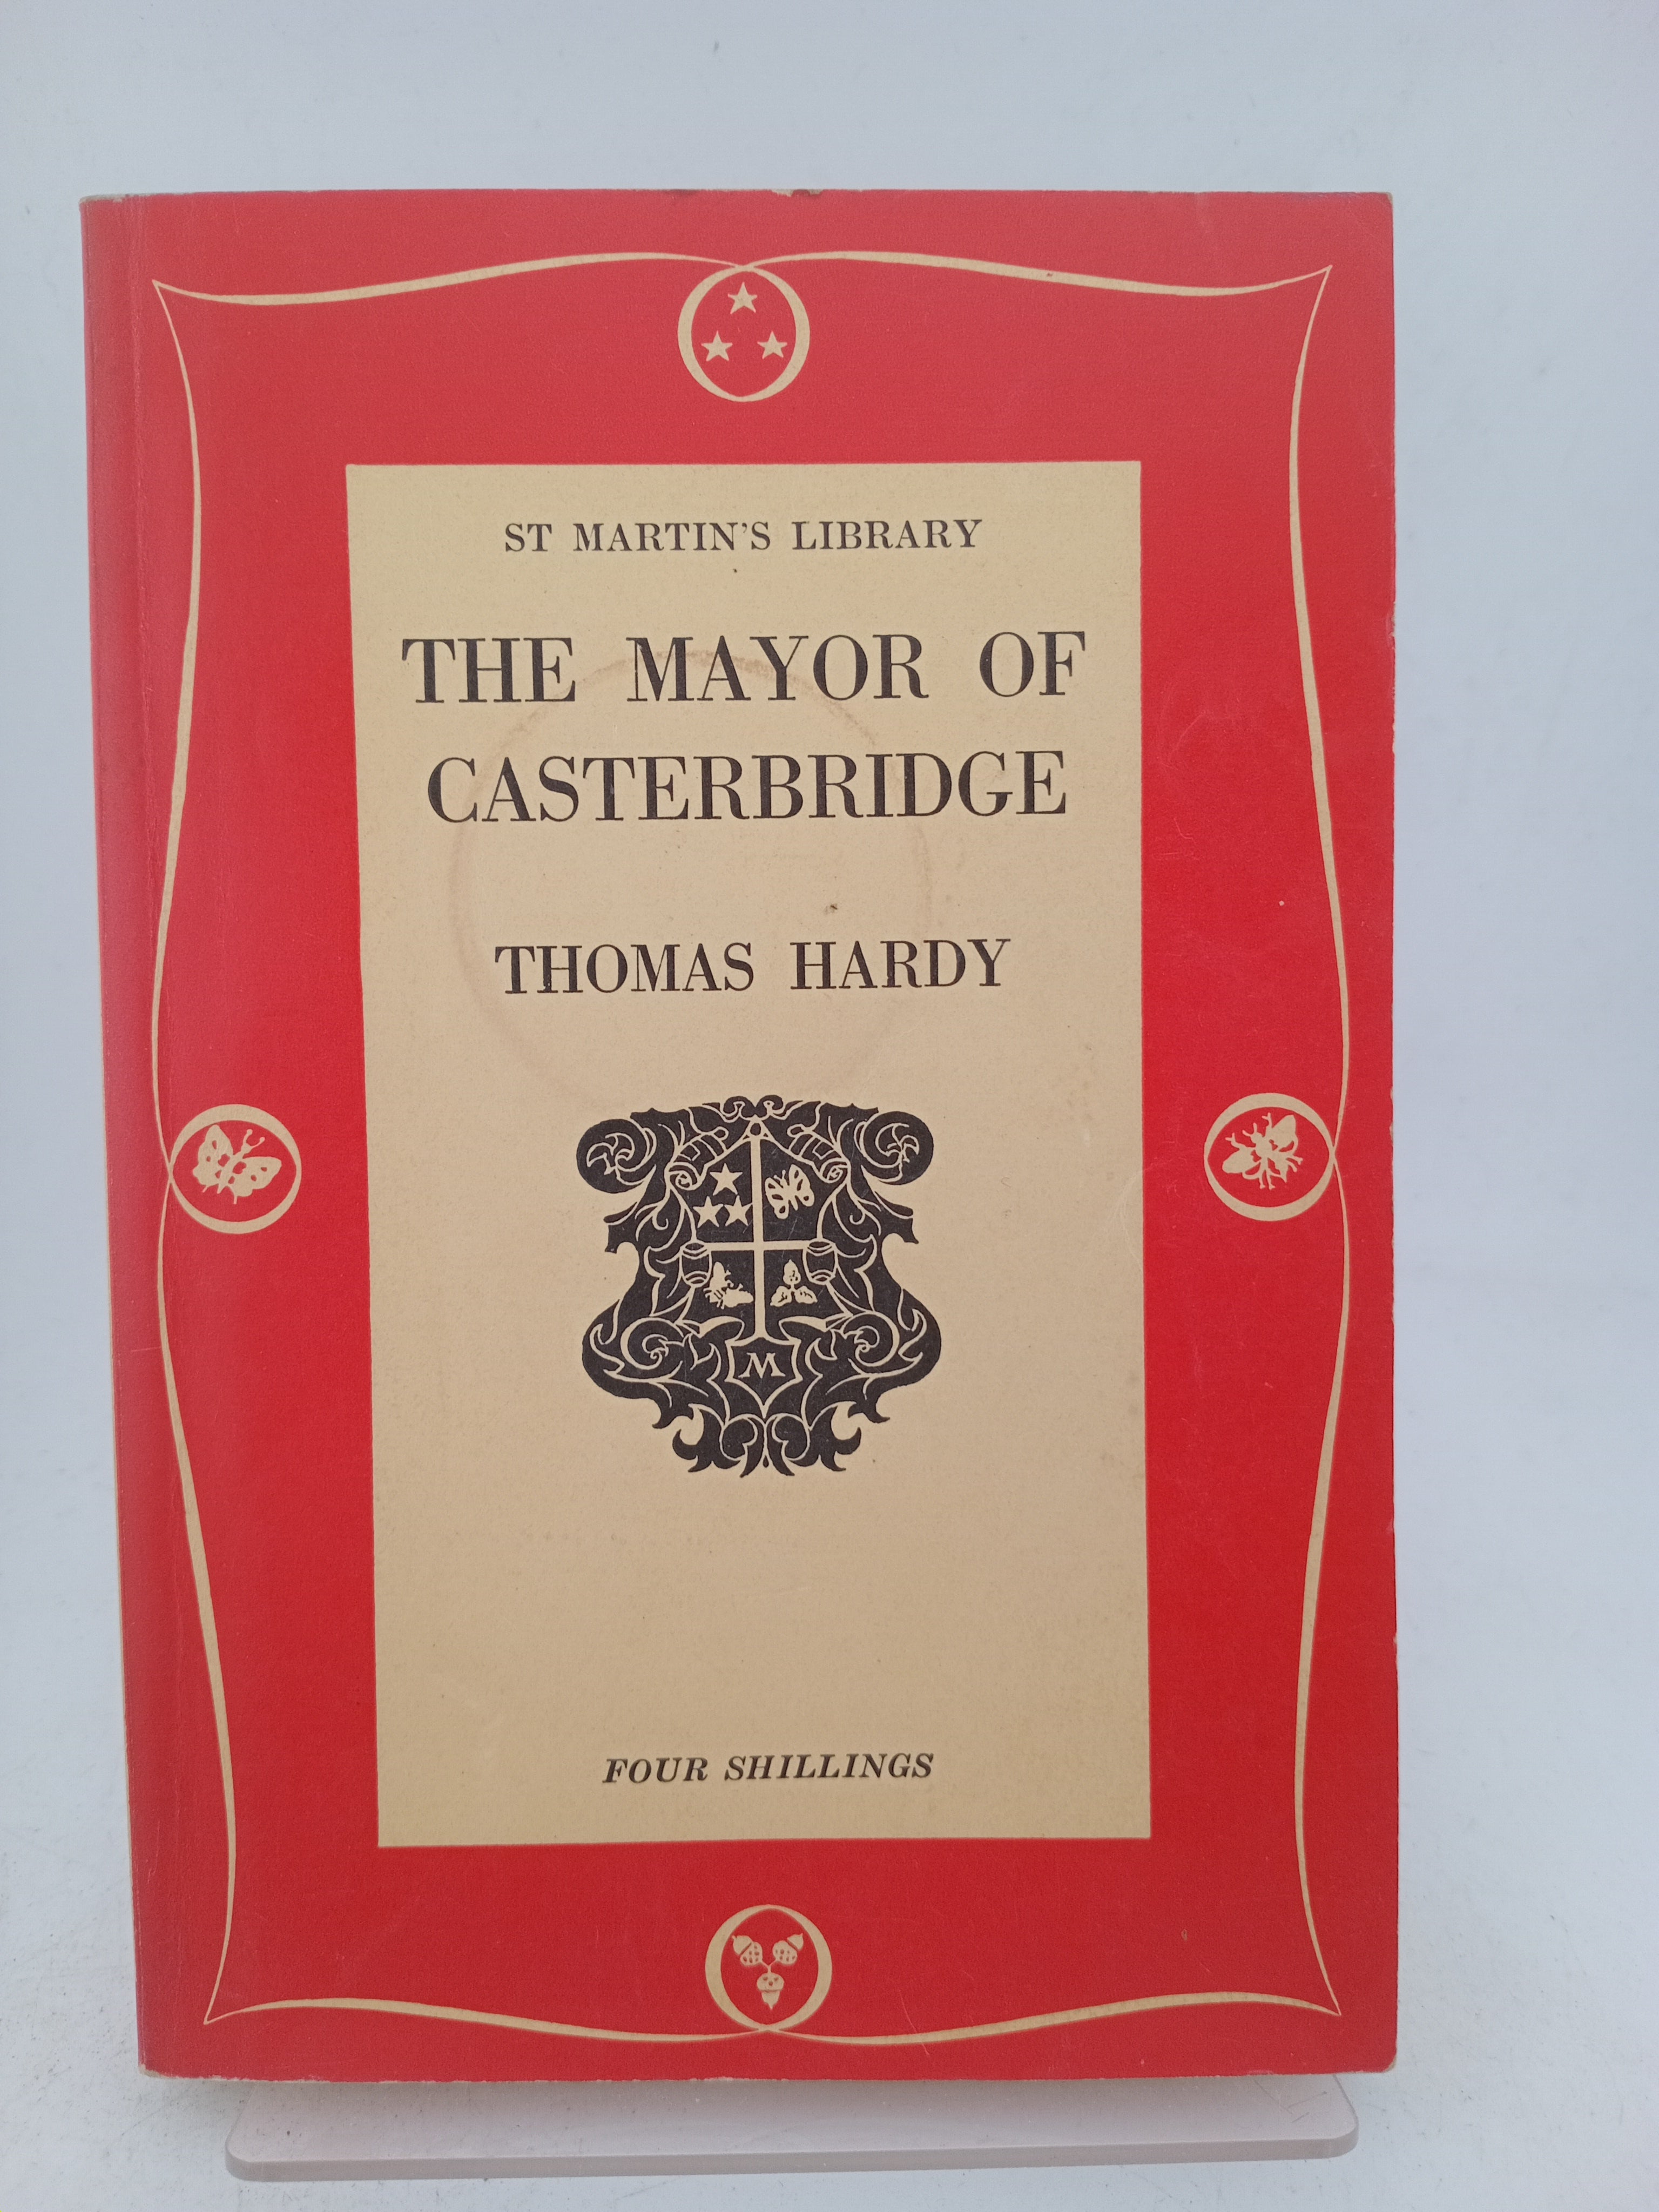 ST MARTIN'S LIBRARY
THE MAYOR OF
CASTERBRIDGE
THOMAS HARDY
M
FOUR SHILLINGS